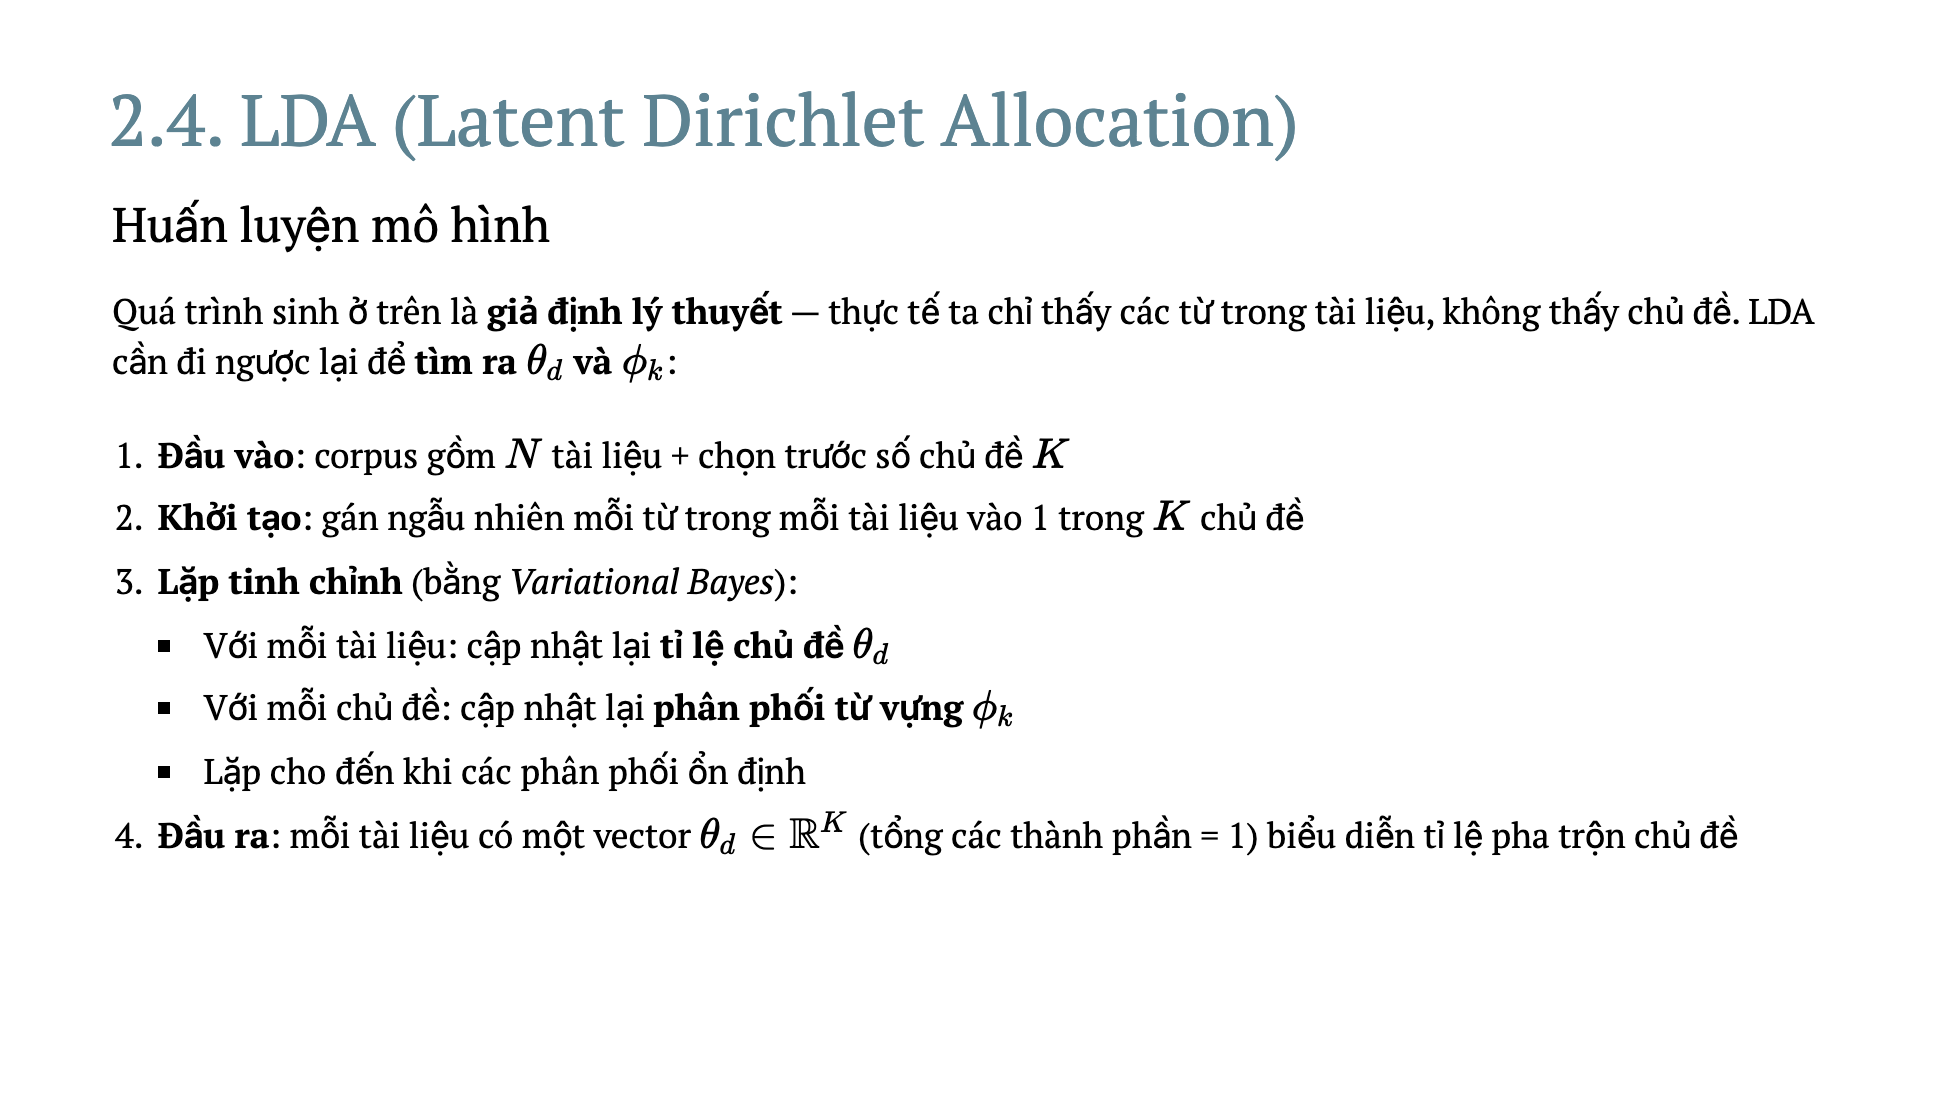 2.4. LDA (Latent Dirichlet Allocation)
Huấn luyện mô hình
Quá trình sinh ở trên là giả định lý thuyết — thực tế ta chỉ thấy các từ trong tài liệu, không thấy chủ đề. LDA
cần đi ngược lại để tìm ra θ_d và ϕ_k:
1. Đầu vào: corpus gồm N tài liệu + chọn trước số chủ đề K
2. Khởi tạo: gán ngẫu nhiên mỗi từ trong mỗi tài liệu vào 1 trong K chủ đề
3. Lặp tinh chỉnh (bằng Variational Bayes):
▪ Với mỗi tài liệu: cập nhật lại tỉ lệ chủ đề θ_d
▪ Với mỗi chủ đề: cập nhật lại phân phối từ vựng ϕ_k
▪ Lặp cho đến khi các phân phối ổn định
4. Đầu ra: mỗi tài liệu có một vector θ_d ∈ ℝ^K (tổng các thành phần = 1) biểu diễn tỉ lệ pha trộn chủ đề